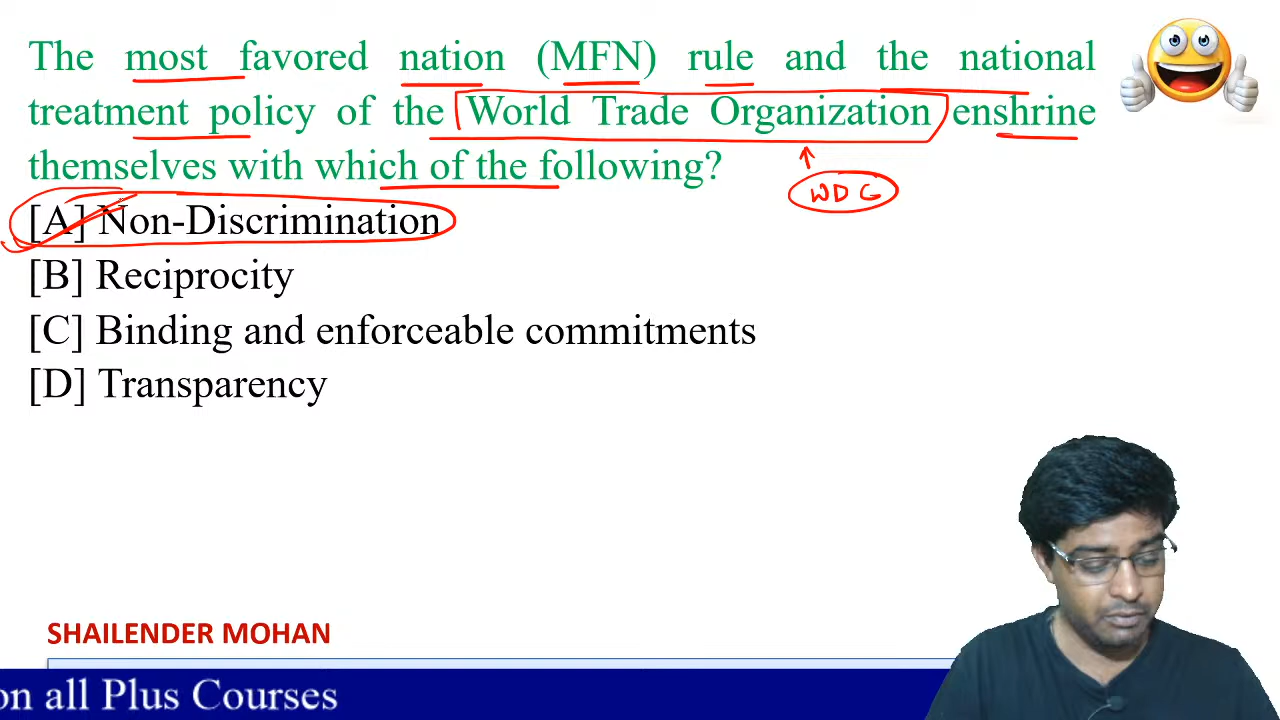 The most favored nation (MFN) rule and the national
treatment policy of the World Trade Organization enshrine
themselves with which of the following?
WDG
[A] Non-Discrimination
[B] Reciprocity
[C] Binding and enforceable commitments
[D] Transparency
SHAILENDER MOHAN
on all Plus Courses